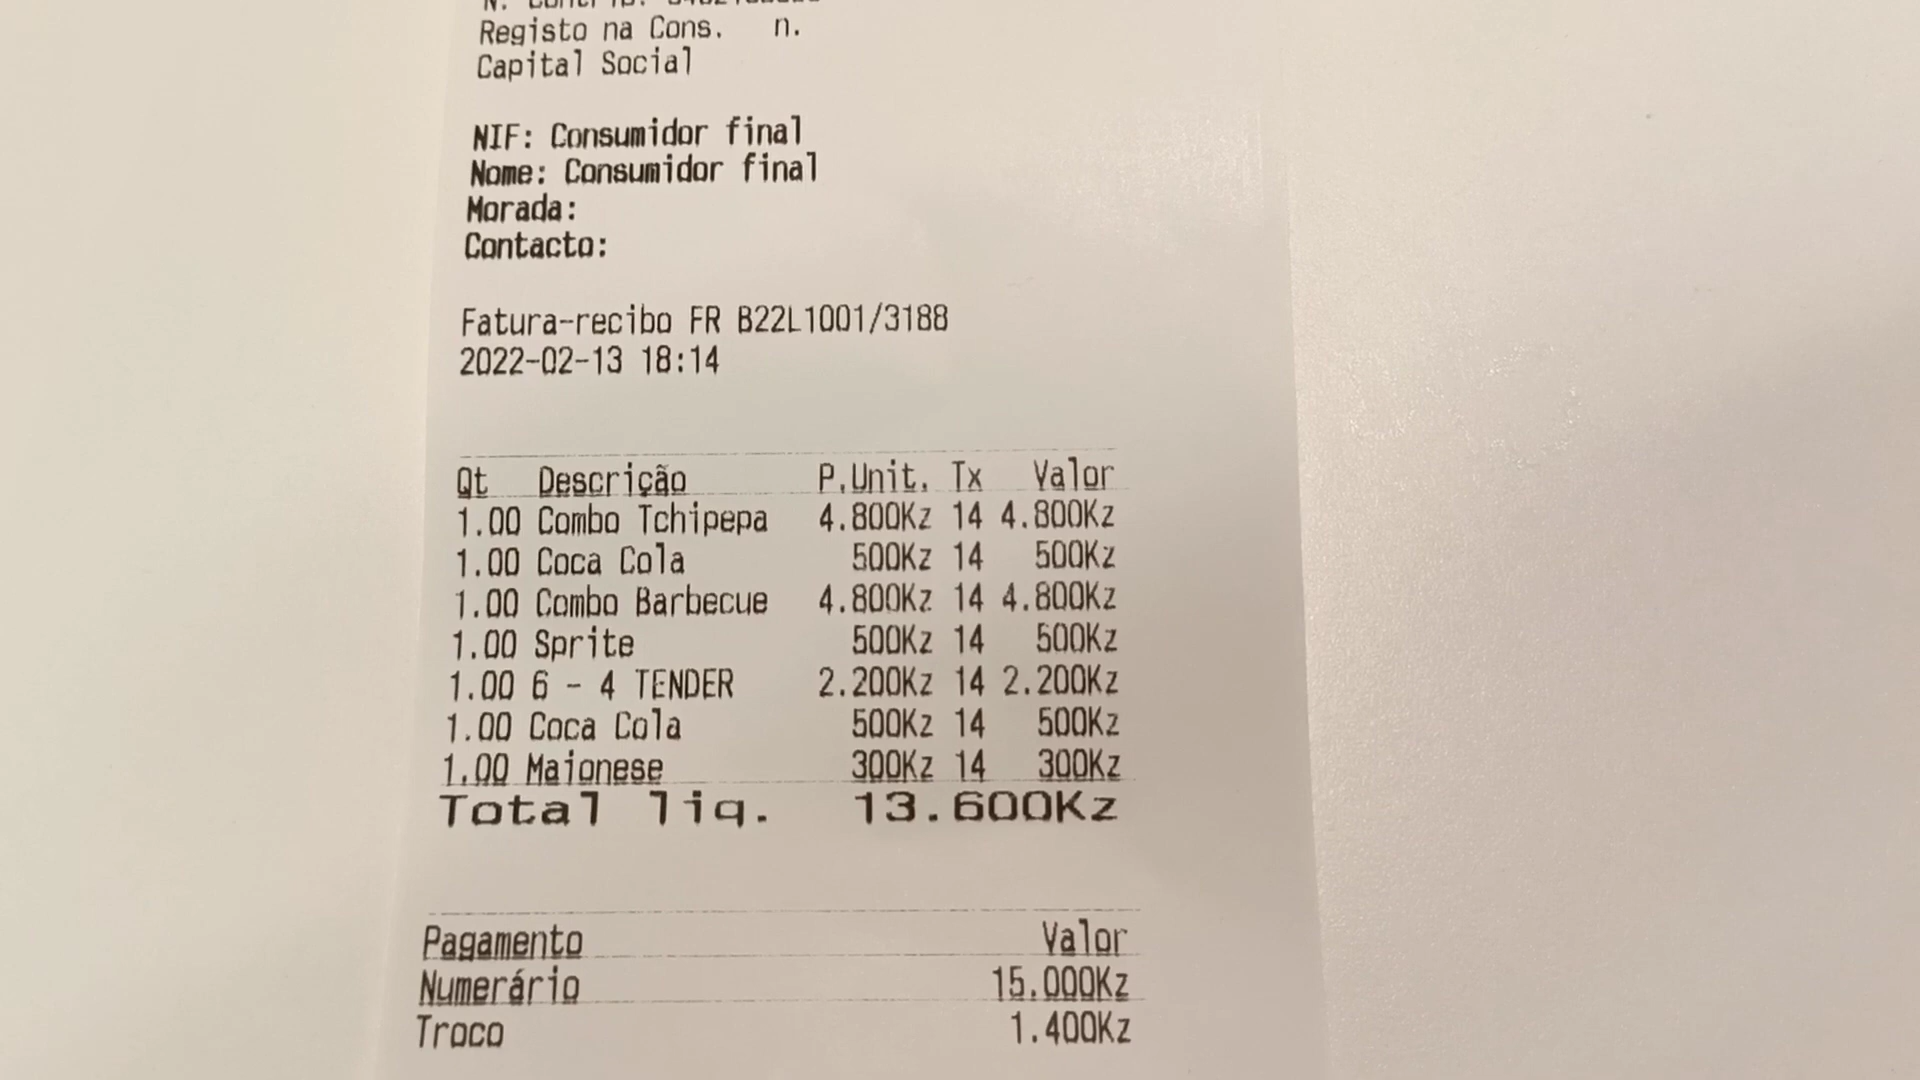 Registo na Cons. n.
Capital Social
NIF: Consumidor final
Nome: Consumidor final
Morada:
Contacto:
Fatura-recibo FR B22L1001/3188
2022-02-13 18:14
Qt Descrição P.Unit. Tx Valor
1.00 Combo Tchipepa 4.800Kz 14 4.800Kz
1.00 Coca Cola 500Kz 14 500Kz
1.00 Combo Barbecue 4.800Kz 14 4.800Kz
1.00 Sprite 500Kz 14 500Kz
1.00 6 - 4 TENDER 2.200Kz 14 2.200Kz
1.00 Coca Cola 500Kz 14 500Kz
1.00 Maionese 300Kz 14 300Kz
Total liq. 13.600Kz
Pagamento Valor
Numerário 15.000Kz
Troco 1.400Kz